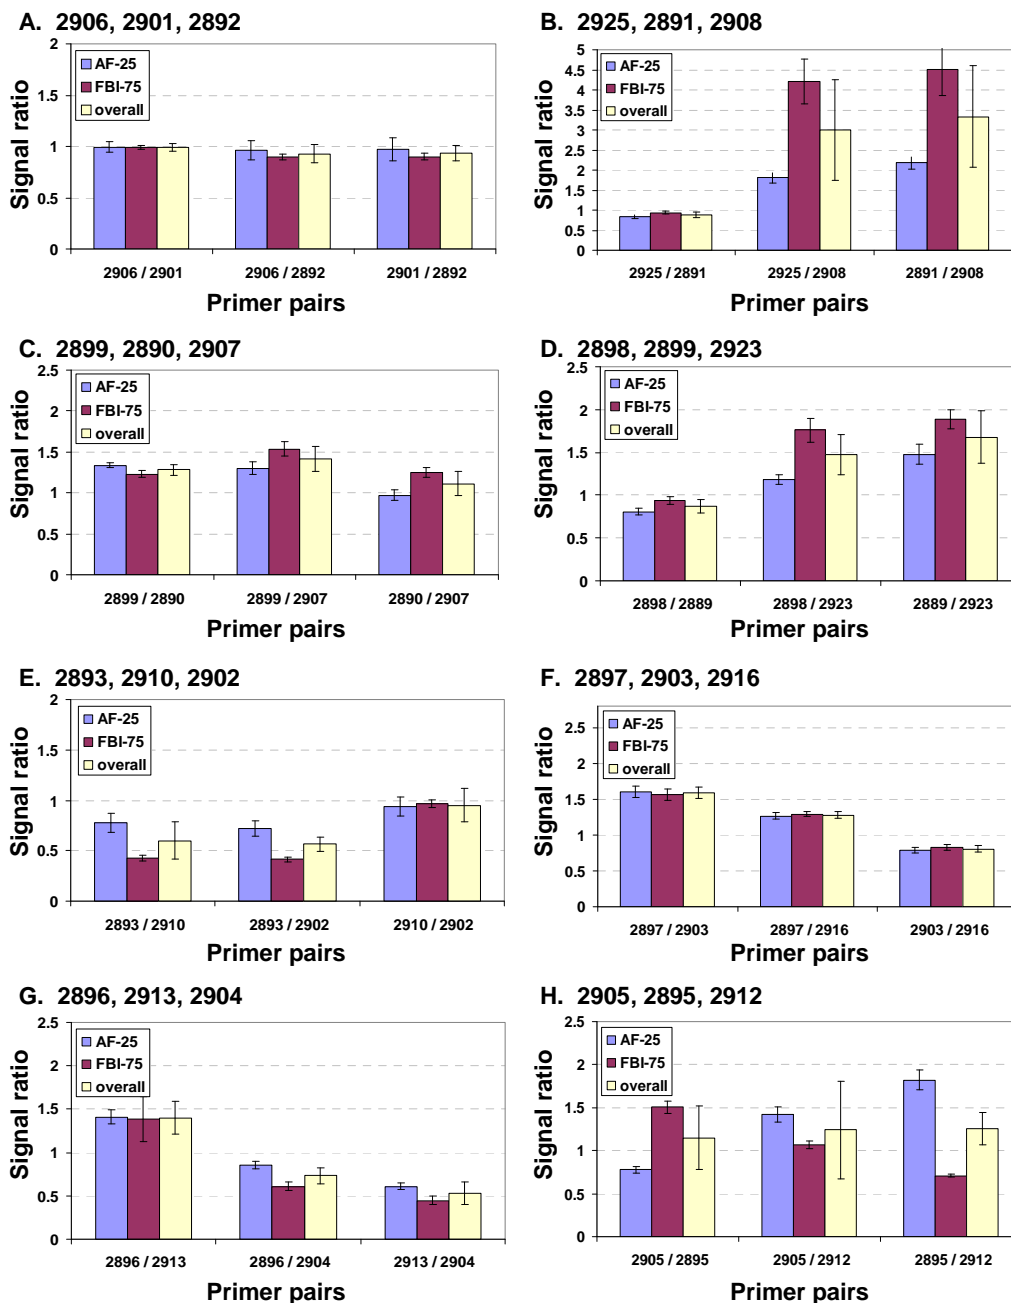 A. 2906, 2901, 2892
Signal ratio
2
1.5
1
0.5
0
AF-25
FBI-75
overall
2906 / 2901
2906 / 2892
2901 / 2892
Primer pairs
B. 2925, 2891, 2908
Signal ratio
5
4.5
4
3.5
3
2.5
2
1.5
1
0.5
0
AF-25
FBI-75
overall
2925 / 2891
2925 / 2908
2891 / 2908
Primer pairs
C. 2899, 2890, 2907
Signal ratio
2.5
2
1.5
1
0.5
0
AF-25
FBI-75
overall
2899 / 2890
2899 / 2907
2890 / 2907
Primer pairs
D. 2898, 2899, 2923
Signal ratio
2.5
2
1.5
1
0.5
0
AF-25
FBI-75
overall
2898 / 2889
2898 / 2923
2889 / 2923
Primer pairs
E. 2893, 2910, 2902
Signal ratio
2
1.5
1
0.5
0
AF-25
FBI-75
overall
2893 / 2910
2893 / 2902
2910 / 2902
Primer pairs
F. 2897, 2903, 2916
Signal ratio
2.5
2
1.5
1
0.5
0
AF-25
FBI-75
overall
2897 / 2903
2897 / 2916
2903 / 2916
Primer pairs
G. 2896, 2913, 2904
Signal ratio
2.5
2
1.5
1
0.5
0
AF-25
FBI-75
overall
2896 / 2913
2896 / 2904
2913 / 2904
Primer pairs
H. 2905, 2895, 2912
Signal ratio
2.5
2
1.5
1
0.5
0
AF-25
FBI-75
overall
2905 / 2895
2905 / 2912
2895 / 2912
Primer pairs